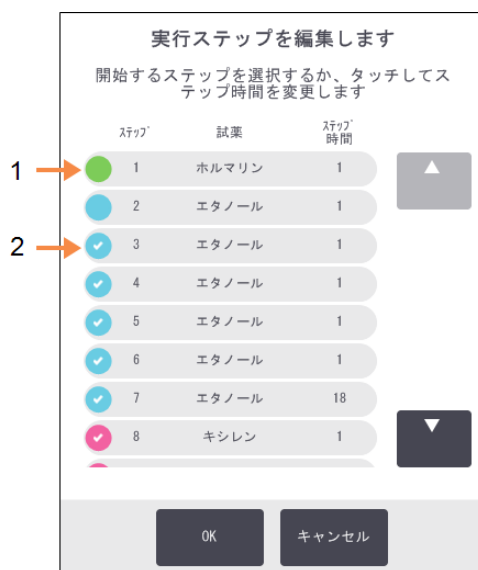 実行ステップを編集します
開始するステップを選択するか、タッチしてス
テップ時間を変更します
ｽﾃｯﾌﾟ 試薬 ｽﾃｯﾌﾟ
時間
1 1 ホルマリン 1
2 エタノール 1
2 3 エタノール 1
4 エタノール 1
5 エタノール 1
6 エタノール 1
7 エタノール 18
8 キシレン 1
OK キャンセル